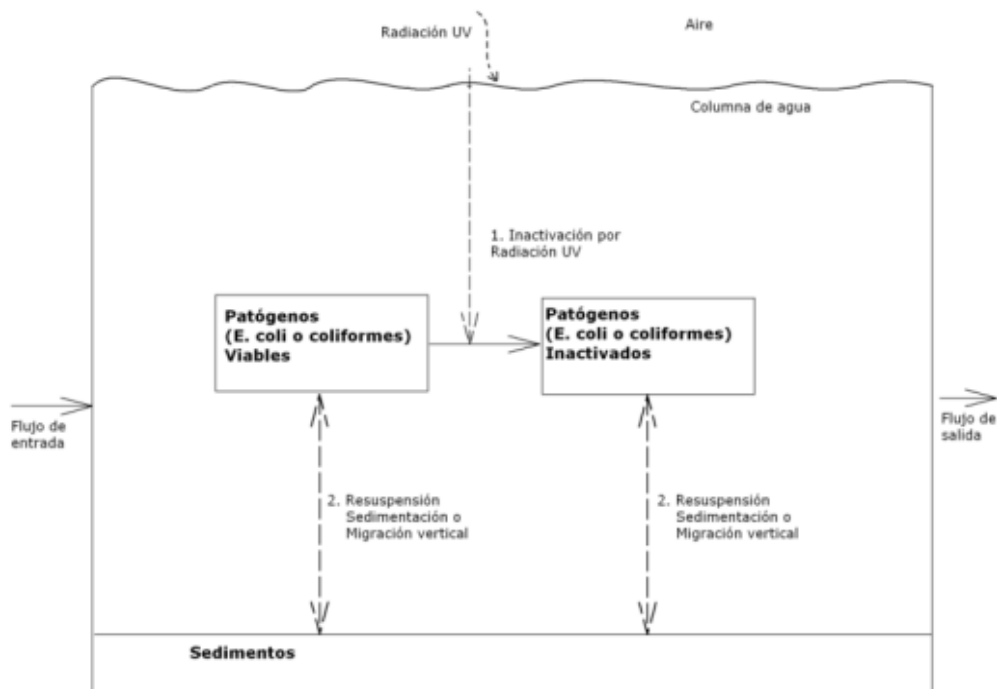 Radiación UV
Aire
Columna de agua
1. Inactivación por
Radiación UV
Patógenos
(E. coli o coliformes)
Viables
Patógenos
(E. coli o coliformes)
Inactivados
Flujo de
entrada
Flujo de
salida
2. Resuspensión
Sedimentación o
Migración vertical
2. Resuspensión
Sedimentación o
Migración vertical
Sedimentos